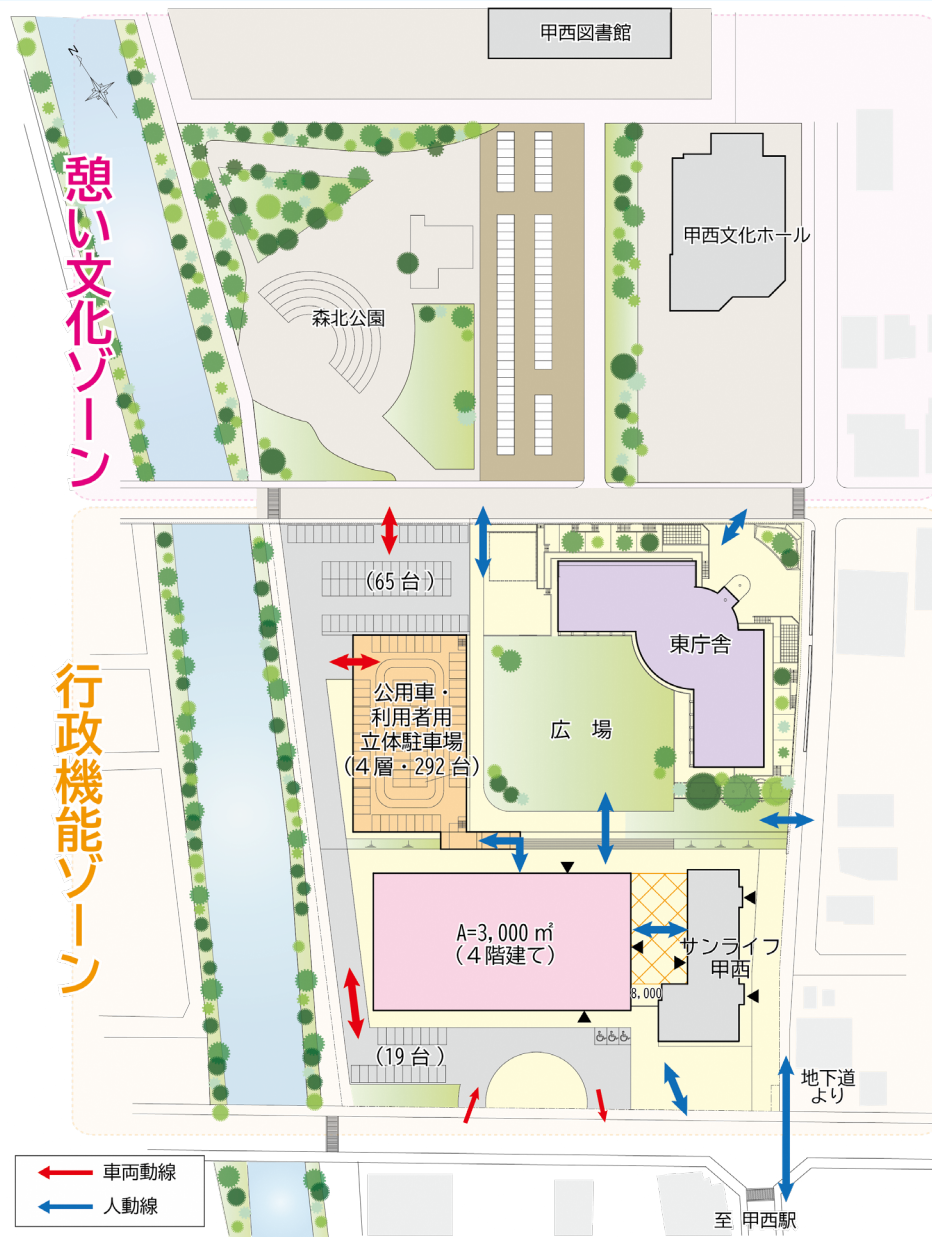 甲西図書館
N
憩い文化ゾーン
甲西文化ホール
森北公園
(65台)
東庁舎
行政機能ゾーン
公用車・
利用者用
立体駐車場
(4層・292台)
広 場
A=3,000㎡
(4階建て)
サンライフ
甲西
8,000
(19台)
地下道
より
車両動線
人動線
至 甲西駅